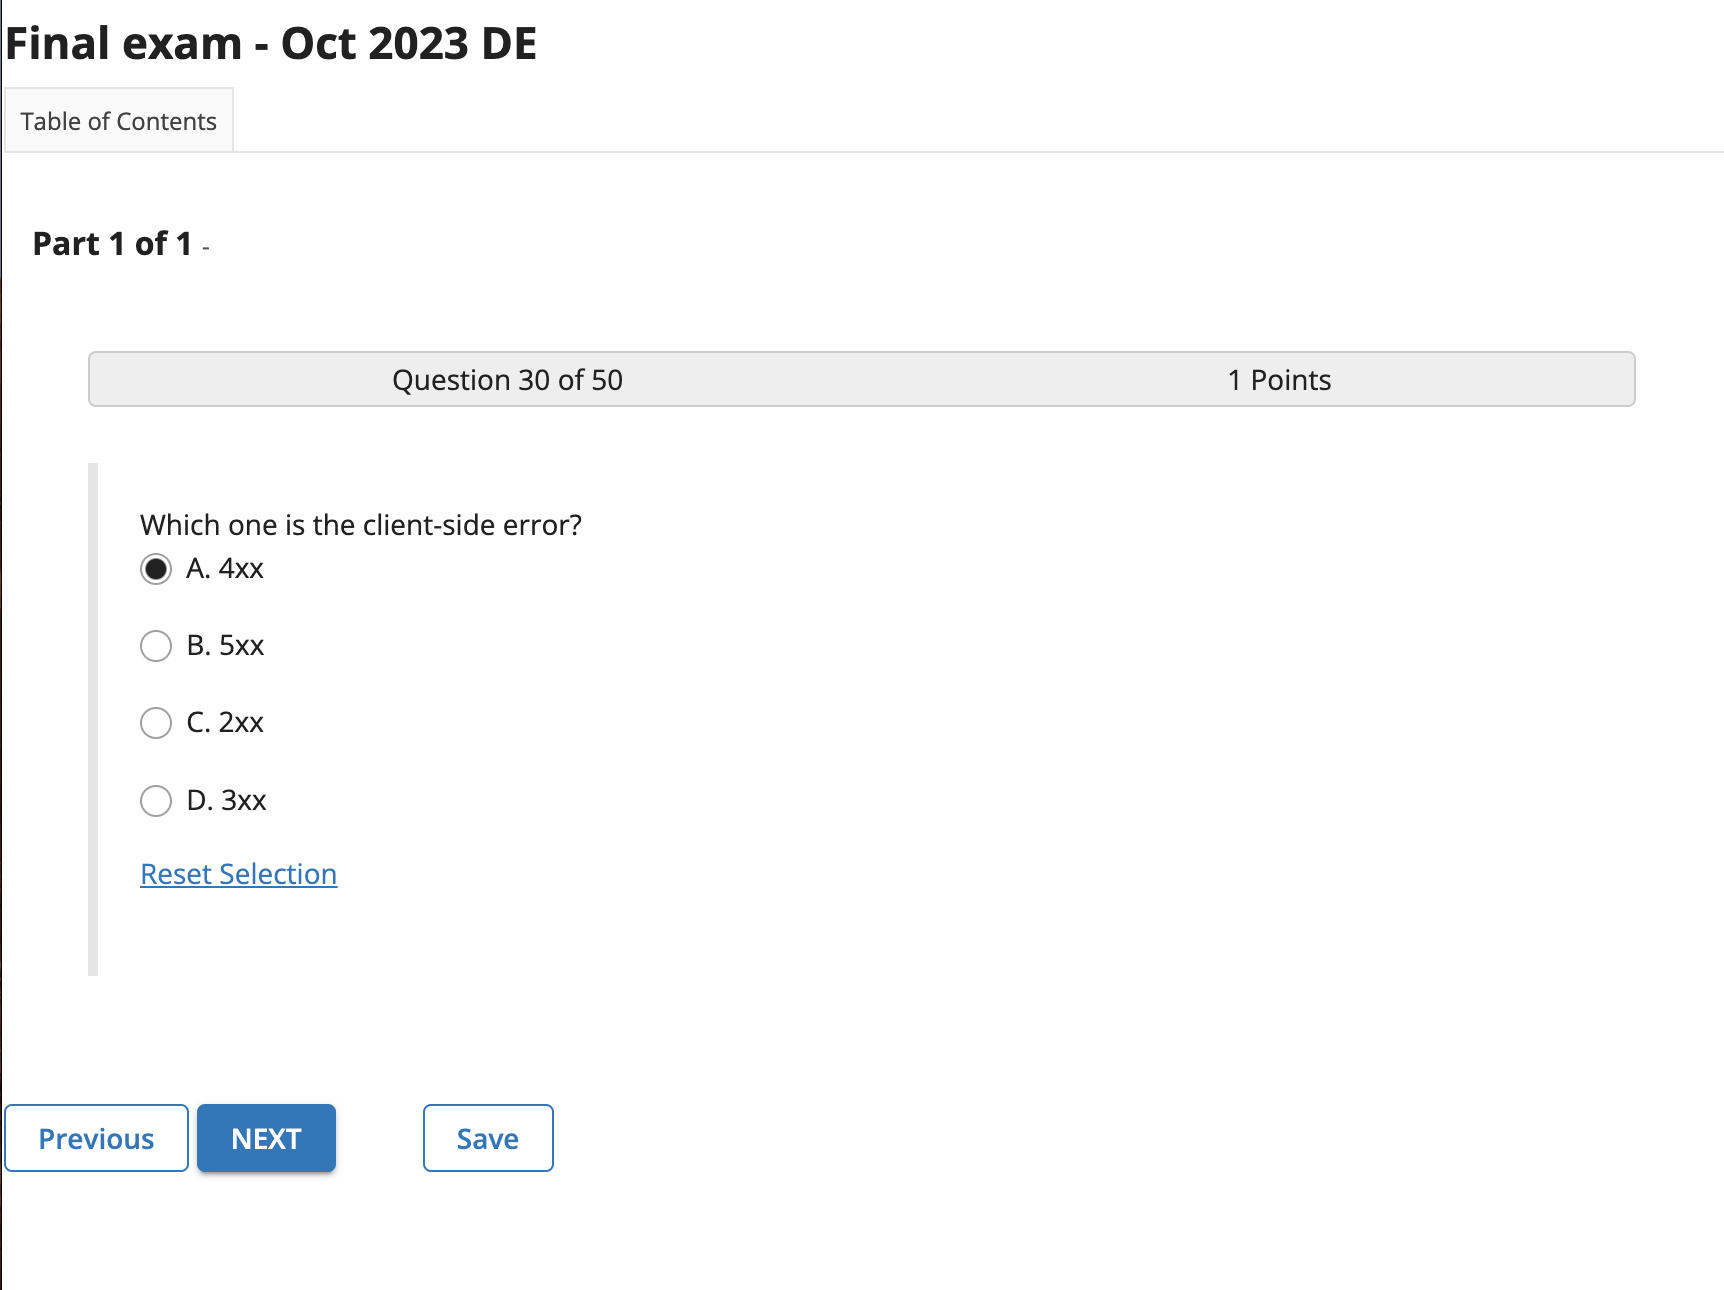 Final exam - Oct 2023 DE
Table of Contents
Part 1 of 1 -
Question 30 of 50 1 Points
Which one is the client-side error?
A. 4xx
B. 5xx
C. 2xx
D. 3xx
Reset Selection
Previous NEXT Save